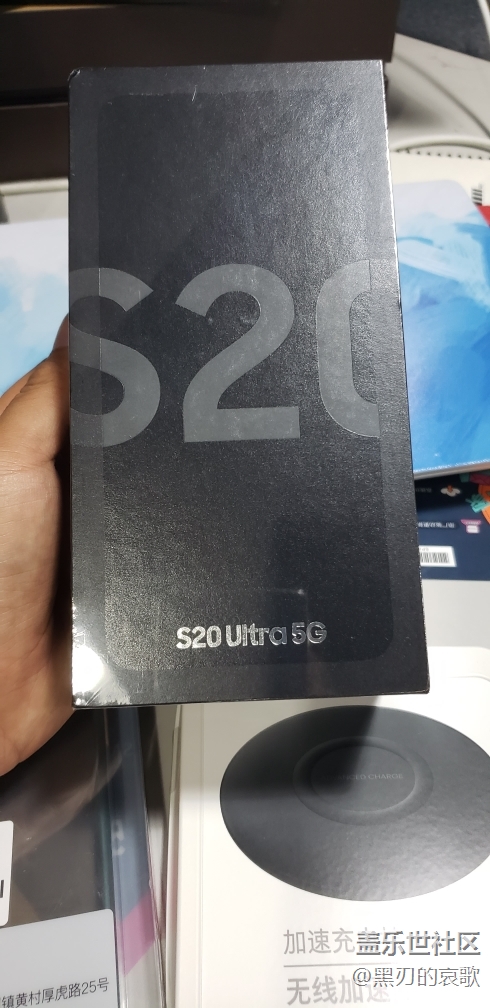 S20
S20 Ultra 5G
CHARGE
加速充
无线加速
镇黄村厚虎路25号
盖乐世社区
@黑刃的哀歌